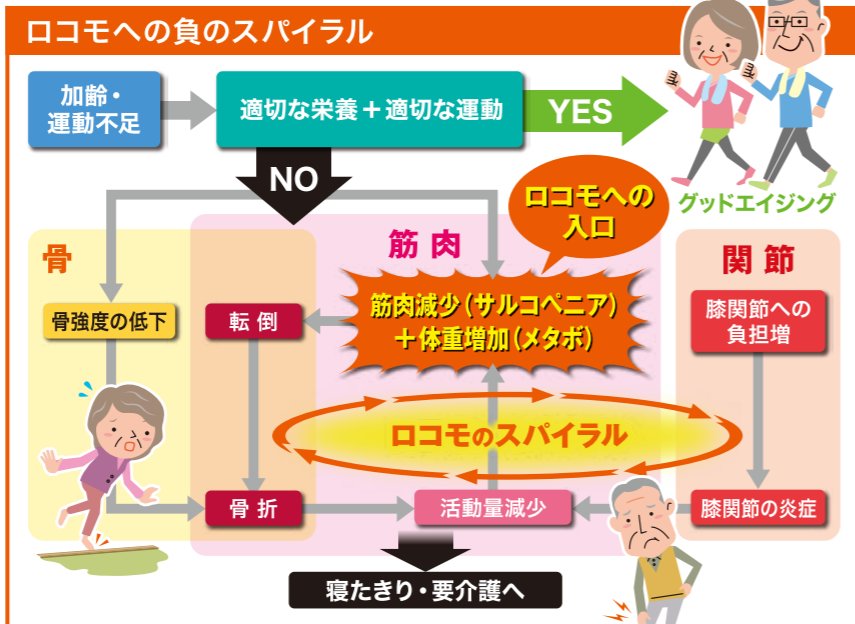 ロコモへの負のスパイラル
加齢・
運動不足
適切な栄養＋適切な運動
YES
NO
グッドエイジング
ロコモへの
入口
骨
筋肉
関節
筋肉減少（サルコペニア）
＋体重増加（メタボ）
骨強度の低下
転倒
膝関節への
負担増
ロコモのスパイラル
骨折
活動量減少
膝関節の炎症
寝たきり・要介護へ